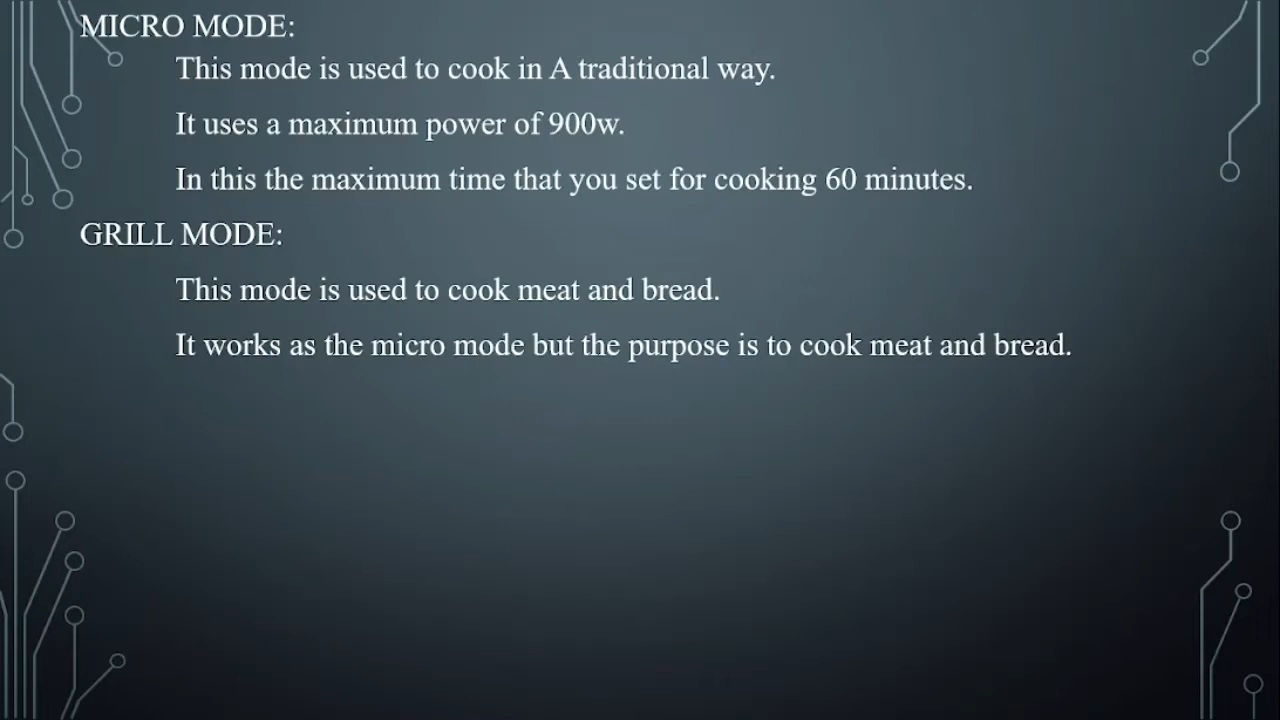 MICRO MODE:
This mode is used to cook in A traditional way.
It uses a maximum power of 900w.
In this the maximum time that you set for cooking 60 minutes.
GRILL MODE:
This mode is used to cook meat and bread.
It works as the micro mode but the purpose is to cook meat and bread.